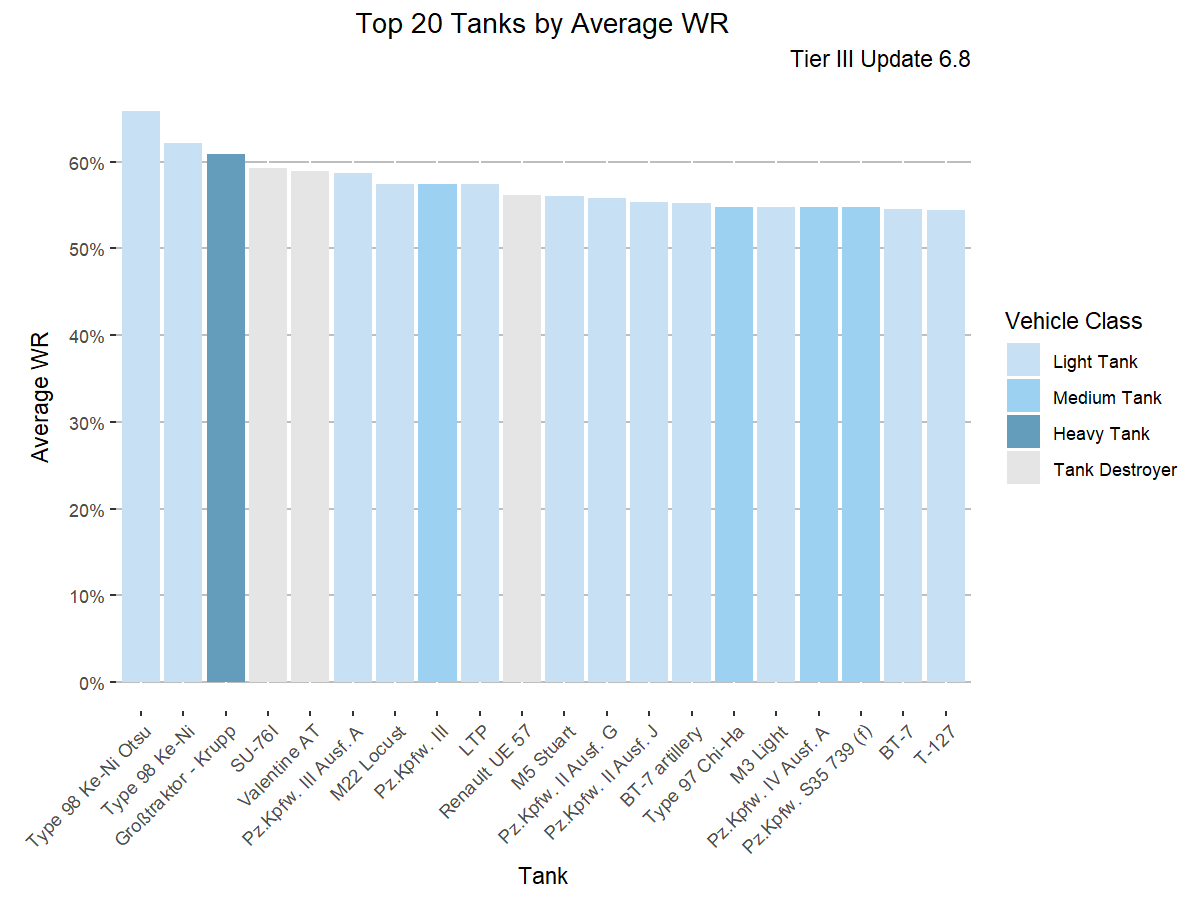 Top 20 Tanks by Average WR
Tier III Update 6.8
60%
50%
40%
30%
20%
10%
0%
Average WR
Type 98 Ke-Ni Otsu
Type 98 Ke-Ni
Großtraktor - Krupp
SU-76I
Valentine AT
Pz.Kpfw. III Ausf. A
M22 Locust
Pz.Kpfw. III
LTP
Renault UE 57
M5 Stuart
Pz.Kpfw. II Ausf. G
Pz.Kpfw. II Ausf. J
BT-7 artillery
Type 97 Chi-Ha
M3 Light
Pz.Kpfw. IV Ausf. A
Pz.Kpfw. S35 739 (f)
BT-7
T-127
Tank
Vehicle Class
Light Tank
Medium Tank
Heavy Tank
Tank Destroyer